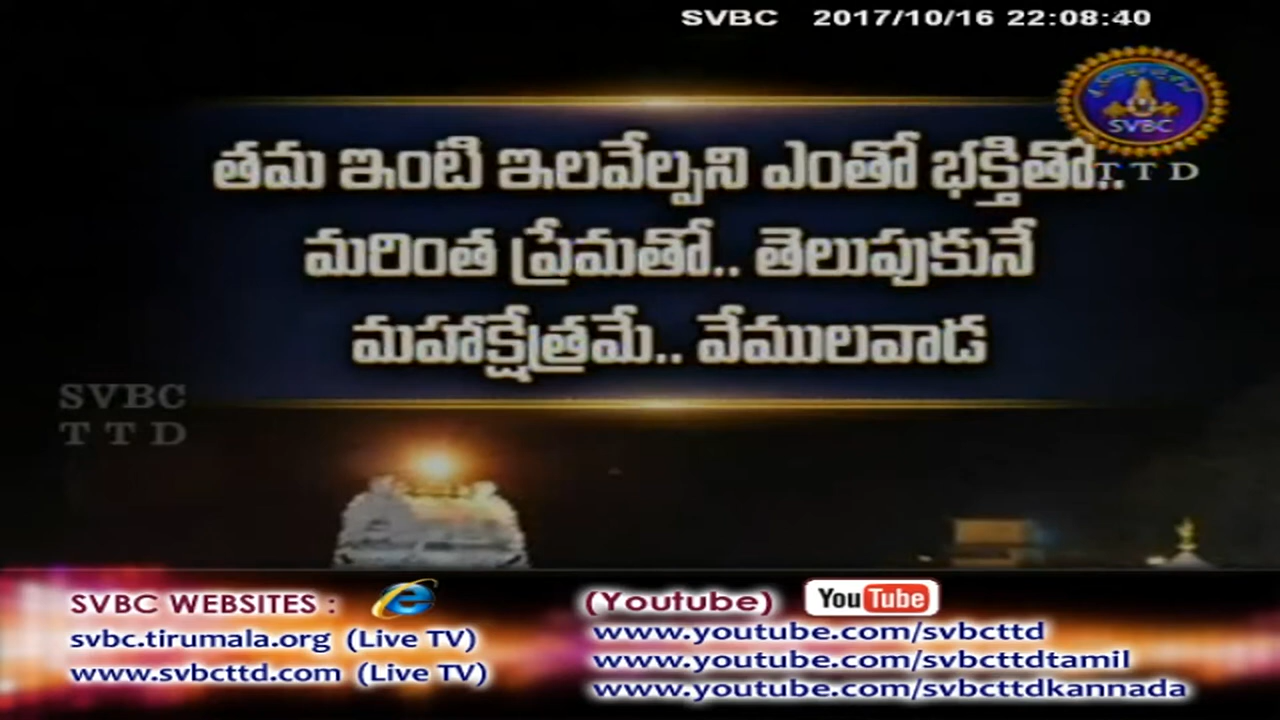 SVBC 2017/10/16 22:08:40
SVBC
T T D
తమ ఇంటి ఇలవేల్పుని ఎంతో భక్తితో..
మరింత ప్రేమతో.. తెలుపుకునే
మహాక్షేత్రమే.. వేములవాడ
SVBC
T T D
SVBC WEBSITES :
svbc.tirumala.org (Live TV)
www.svbcttd.com (Live TV)
(Youtube) YouTube
www.youtube.com/svbcttd
www.youtube.com/svbcttdtamil
www.youtube.com/svbcttdkannada